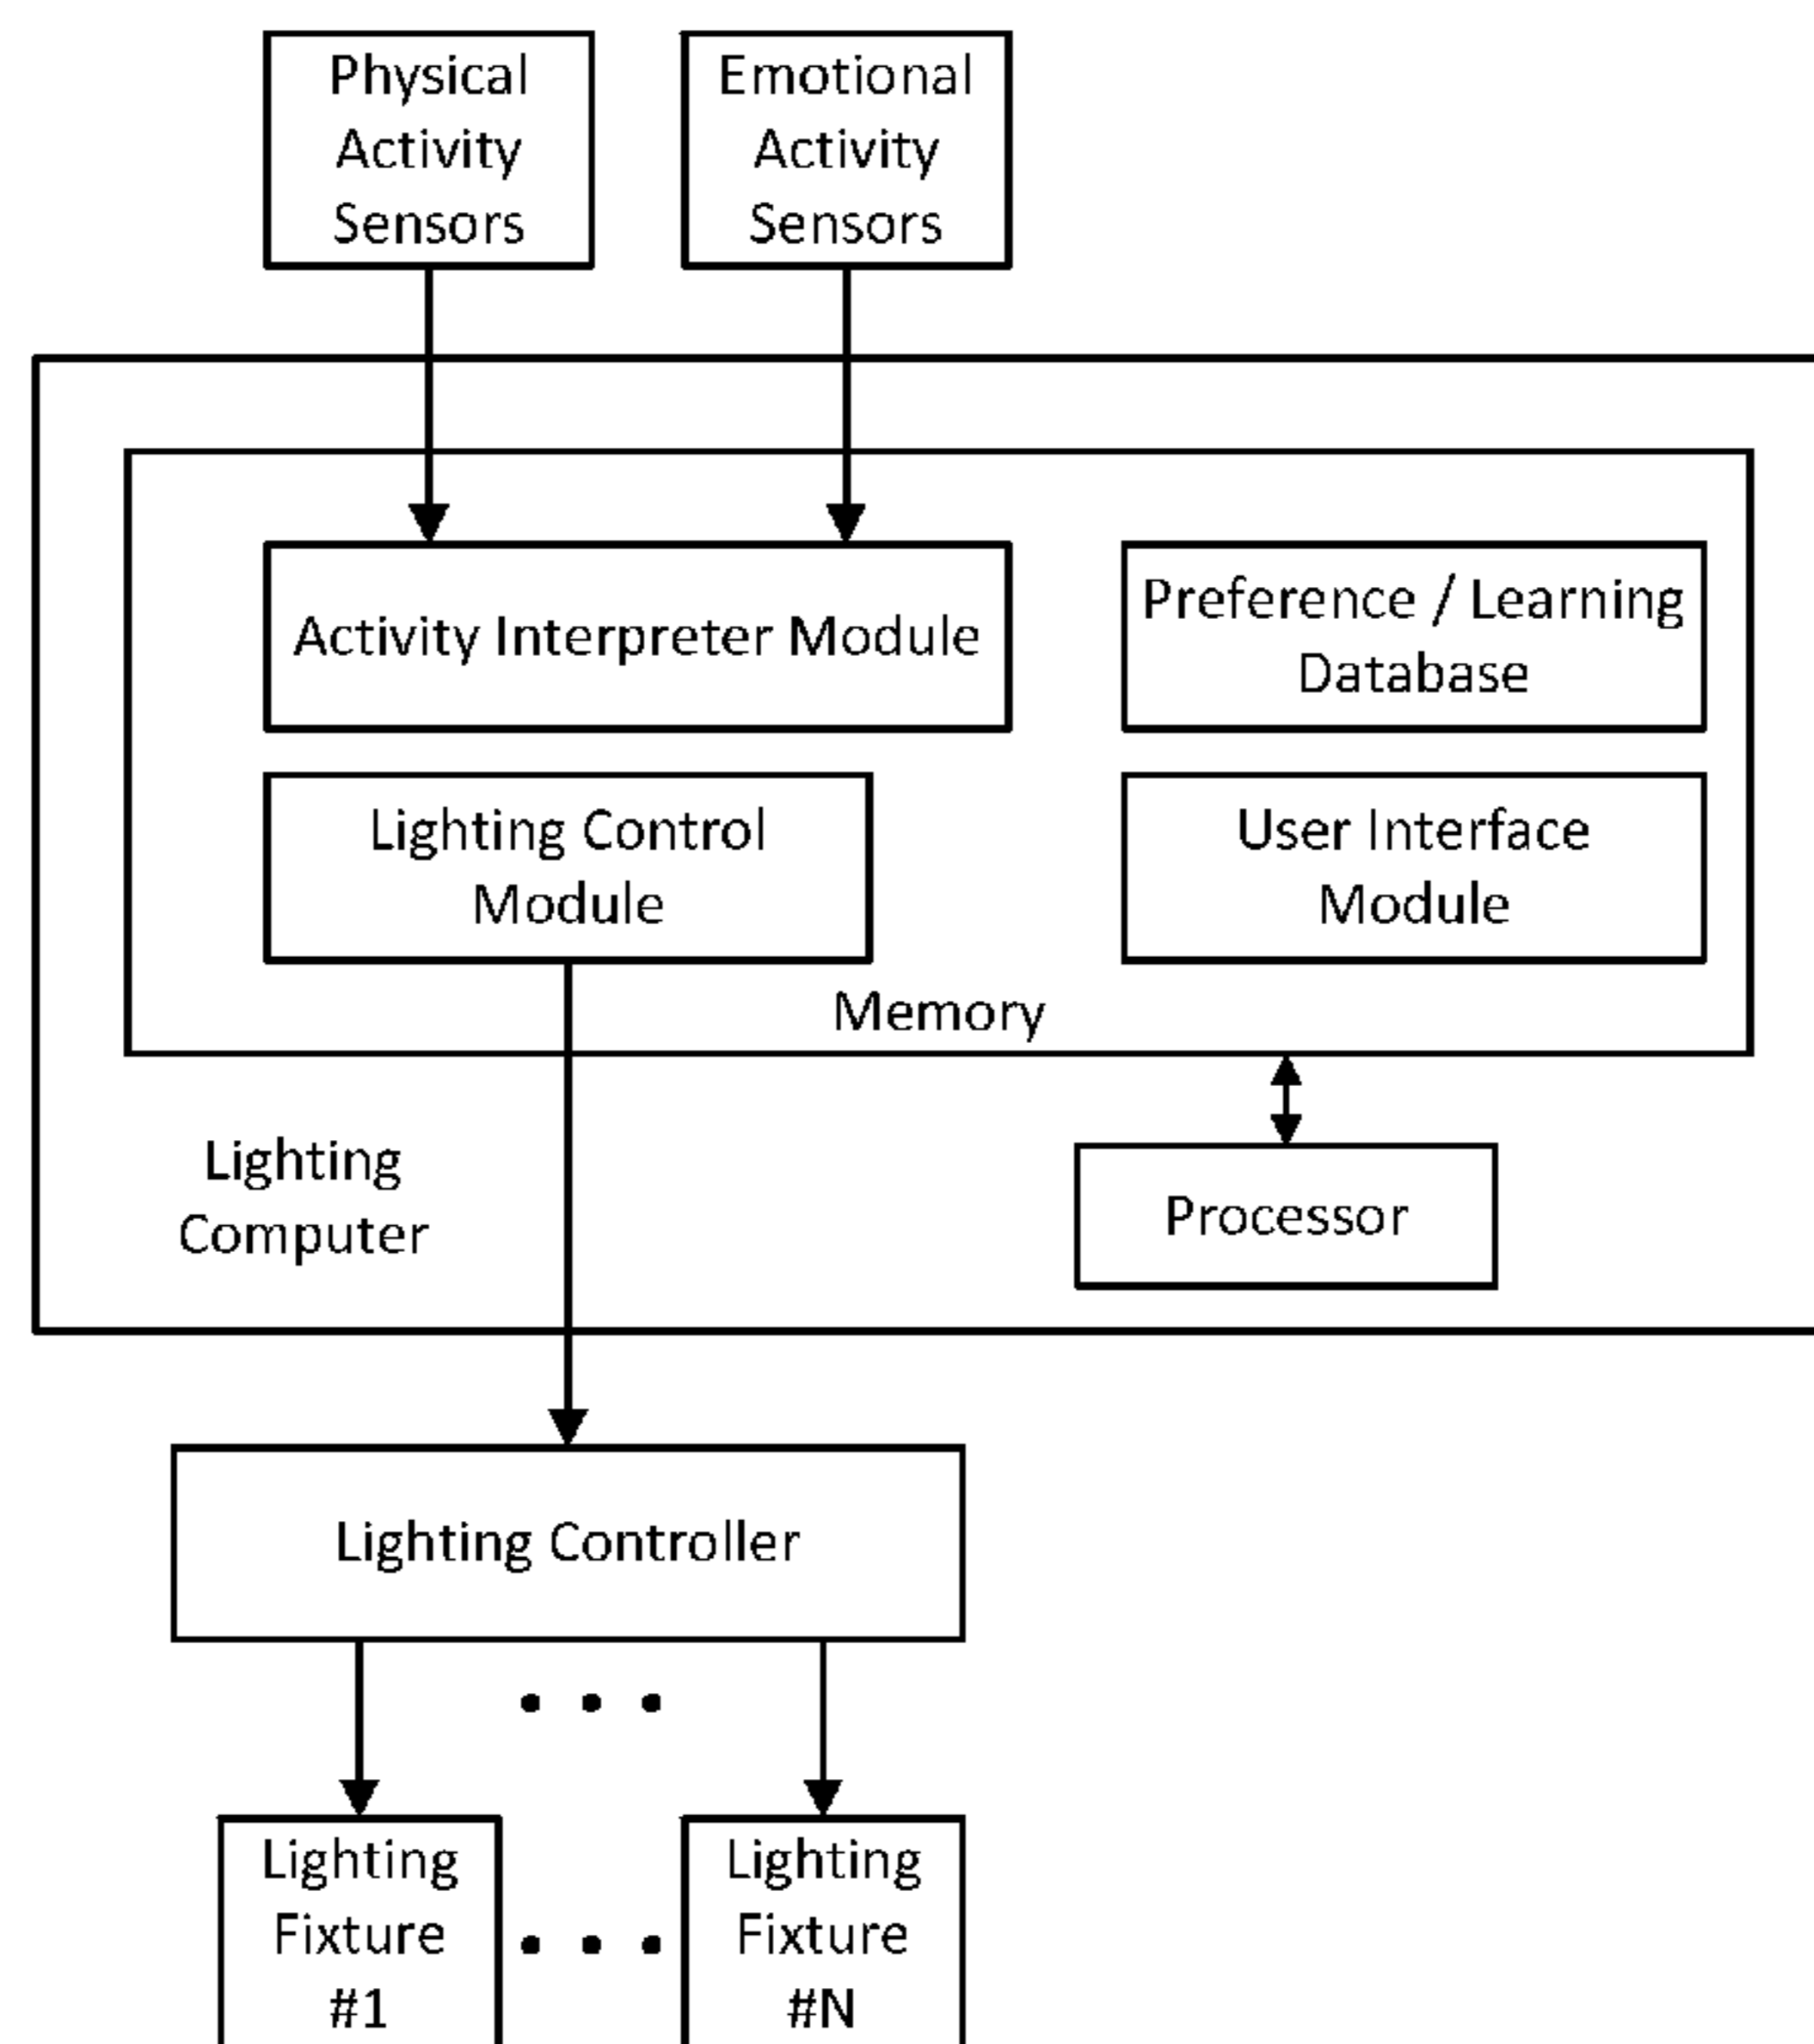 Physical
Activity
Sensors
Emotional
Activity
Sensors
Activity Interpreter Module
Preference / Learning
Database
Lighting Control
Module
User Interface
Module
Memory
Lighting
Computer
Processor
Lighting Controller
Lighting
Fixture
#1
Lighting
Fixture
#N